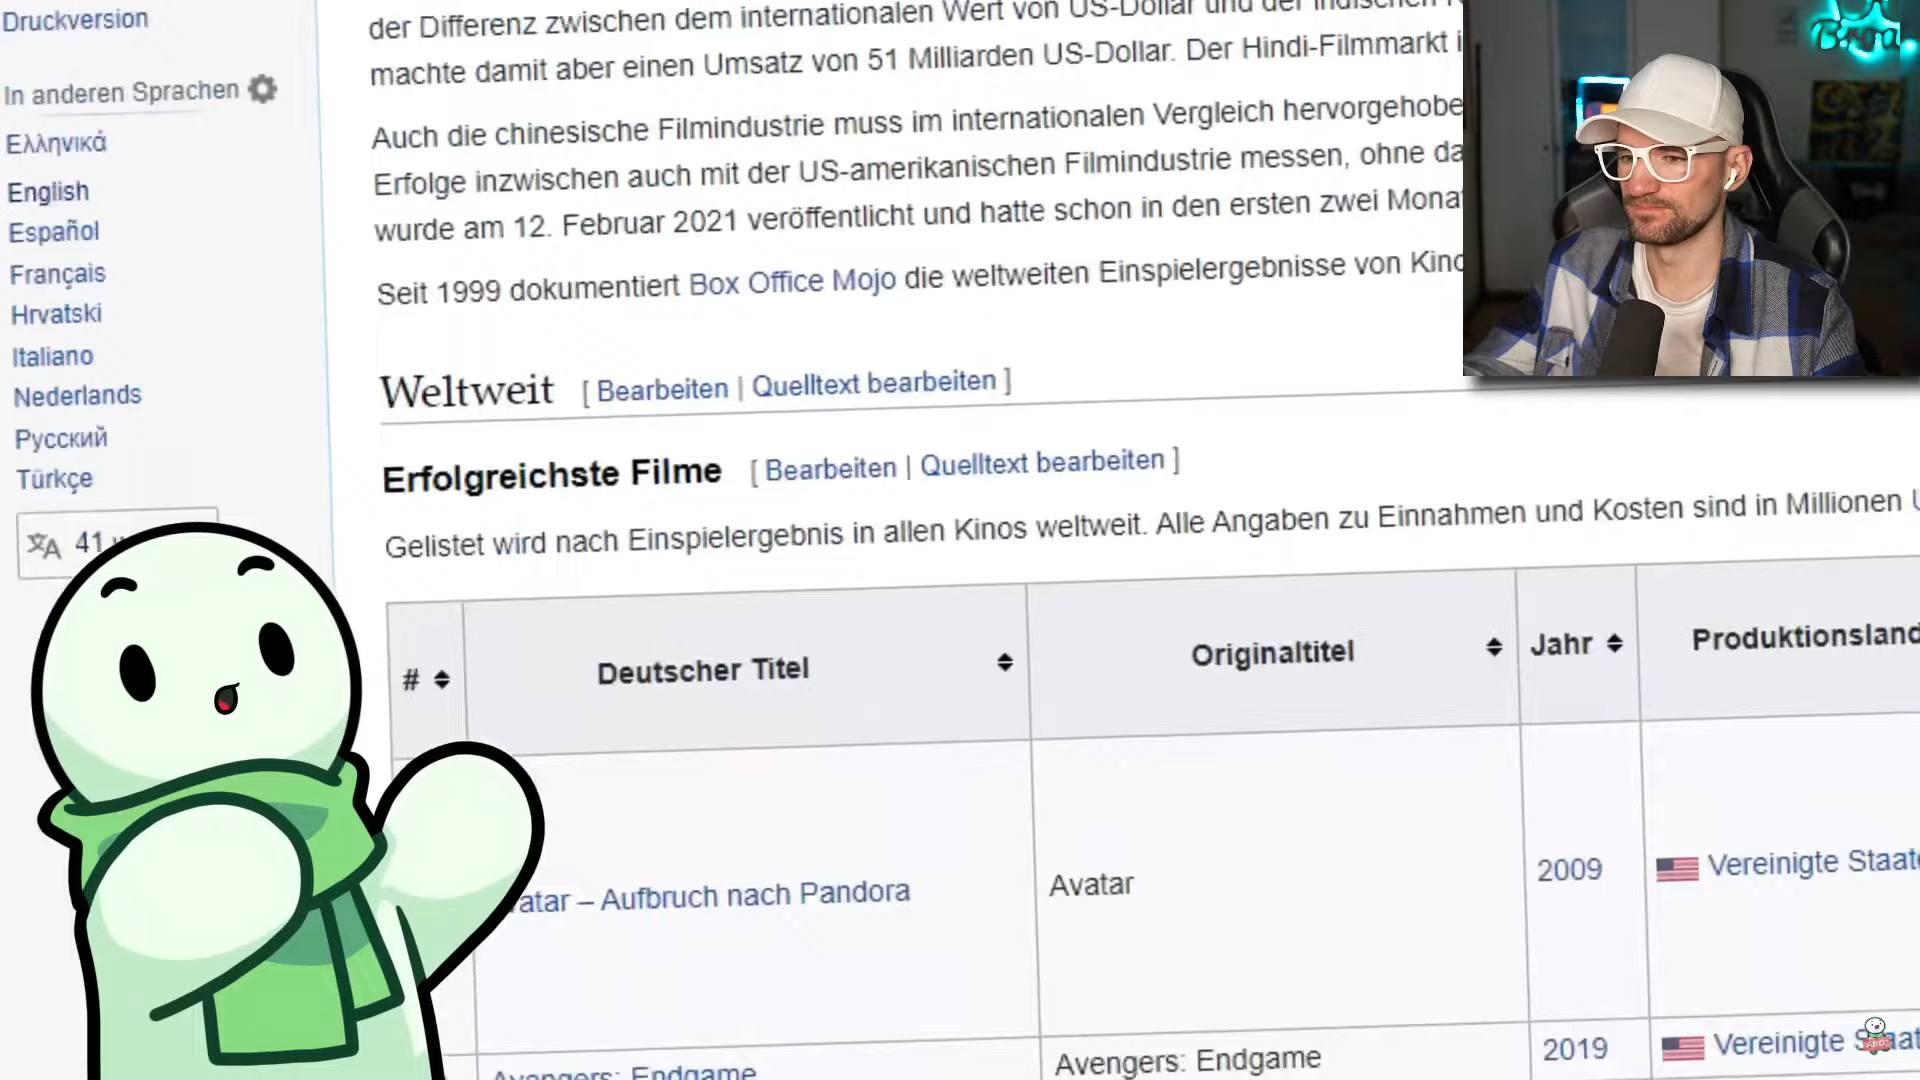 Druckversion
In anderen Sprachen
Ελληνικά
English
Español
Français
Hrvatski
Italiano
Nederlands
Русский
Türkçe
41
der Differenz zwischen dem internationalen Wert von US-Dollar und der indischen
machte damit aber einen Umsatz von 51 Milliarden US-Dollar. Der Hindi-Filmmarkt
Auch die chinesische Filmindustrie muss im internationalen Vergleich hervorgehobe
Erfolge inzwischen auch mit der US-amerikanischen Filmindustrie messen, ohne da
wurde am 12. Februar 2021 veröffentlicht und hatte schon in den ersten zwei Mona
Seit 1999 dokumentiert Box Office Mojo die weltweiten Einspielergebnisse von Kino
Weltweit [ Bearbeiten | Quelltext bearbeiten ]
Erfolgreichste Filme [ Bearbeiten | Quelltext bearbeiten ]
Gelistet wird nach Einspielergebnis in allen Kinos weltweit. Alle Angaben zu Einnahmen und Kosten sind in Millionen U
# Deutscher Titel Originaltitel Jahr Produktionsland
atar – Aufbruch nach Pandora Avatar 2009 Vereinigte Staate
Avengers: Endgame Avengers: Endgame 2019 Vereinigte Staat